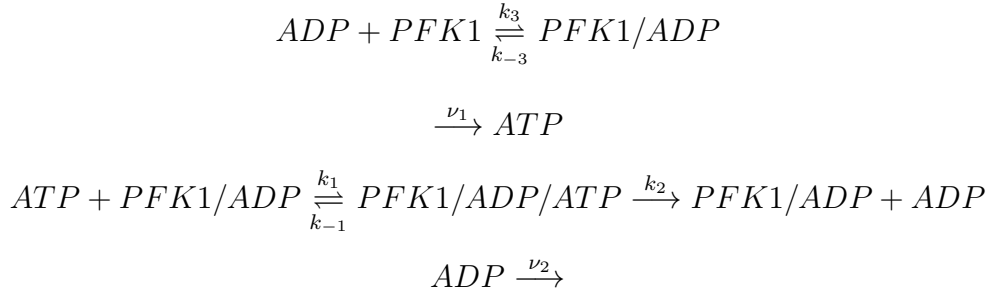 ADP + PFK1 k₃ ⇌ k₋₃ PFK1/ADP
ν₁ ⟶ ATP
ATP + PFK1/ADP k₁ ⇌ k₋₁ PFK1/ADP/ATP k₂ ⟶ PFK1/ADP + ADP
ADP ν₂ ⟶